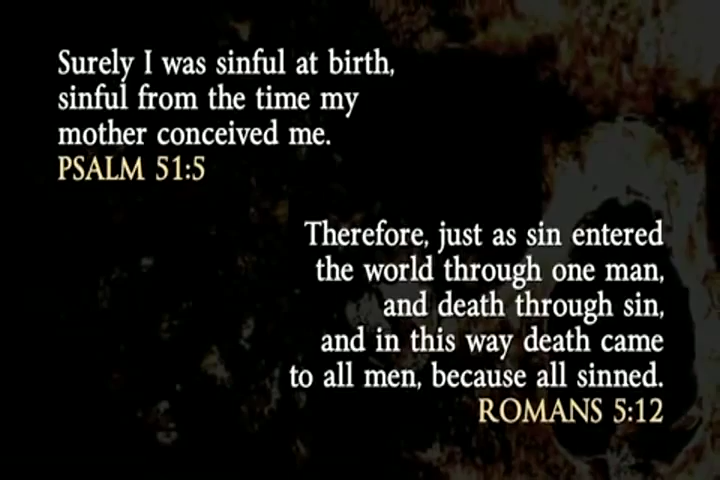 Surely I was sinful at birth,
sinful from the time my
mother conceived me.
PSALM 51:5
Therefore, just as sin entered
the world through one man,
and death through sin,
and in this way death came
to all men, because all sinned.
ROMANS 5:12